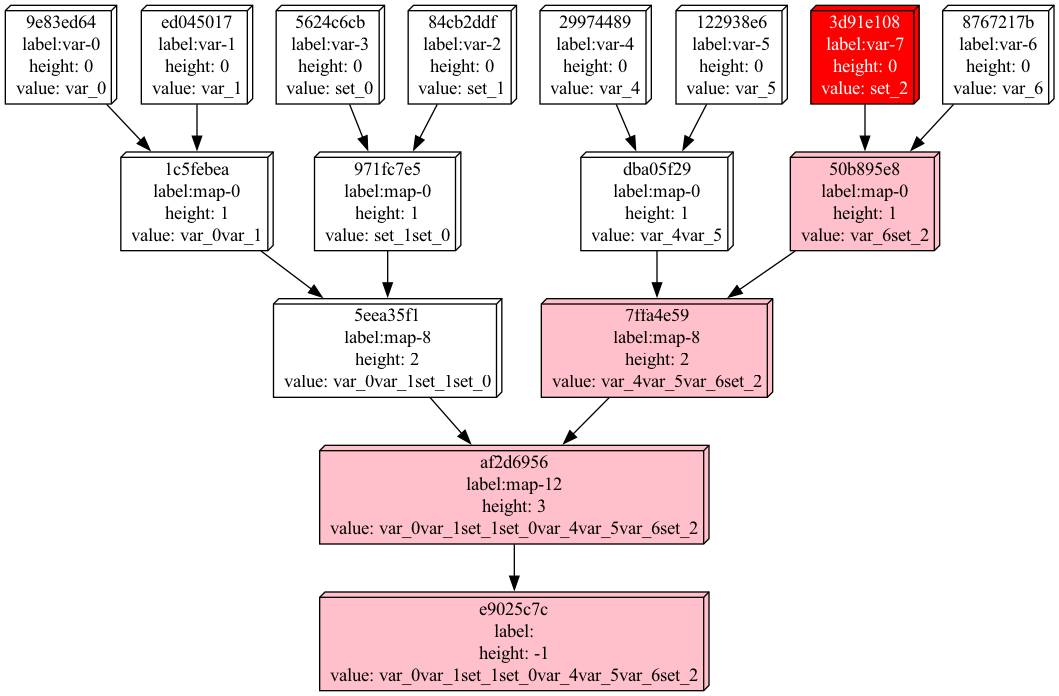 9e83ed64
label:var-0
height: 0
value: var_0
ed045017
label:var-1
height: 0
value: var_1
5624c6cb
label:var-3
height: 0
value: set_0
84cb2ddf
label:var-2
height: 0
value: set_1
29974489
label:var-4
height: 0
value: var_4
122938e6
label:var-5
height: 0
value: var_5
3d91e108
label:var-7
height: 0
value: set_2
8767217b
label:var-6
height: 0
value: var_6
1c5febea
label:map-0
height: 1
value: var_0var_1
971fc7e5
label:map-0
height: 1
value: set_1set_0
dba05f29
label:map-0
height: 1
value: var_4var_5
50b895e8
label:map-0
height: 1
value: var_6set_2
5eea35f1
label:map-8
height: 2
value: var_0var_1set_1set_0
7ffa4e59
label:map-8
height: 2
value: var_4var_5var_6set_2
af2d6956
label:map-12
height: 3
value: var_0var_1set_1set_0var_4var_5var_6set_2
e9025c7c
label:
height: -1
value: var_0var_1set_1set_0var_4var_5var_6set_2